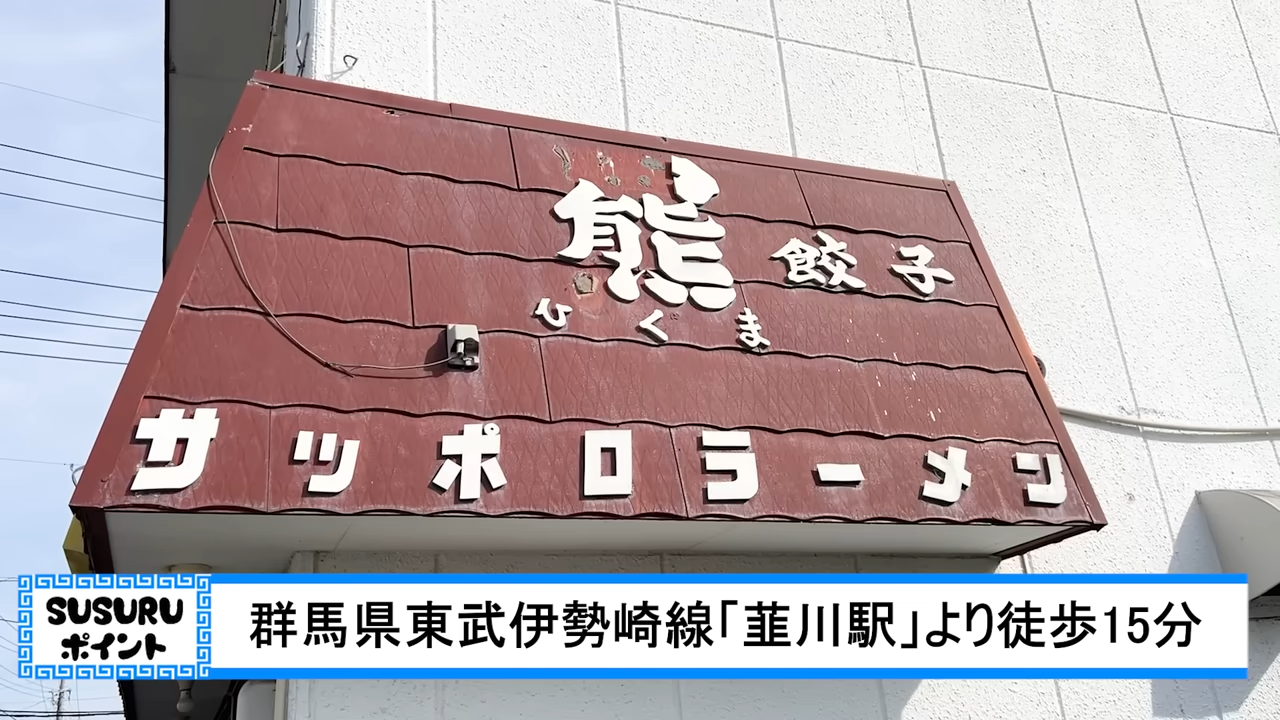 熊 餃子
ひぐま
サッポロラーメン
SUSURU
ポイント
群馬県東武伊勢崎線「韮川駅」より徒歩15分